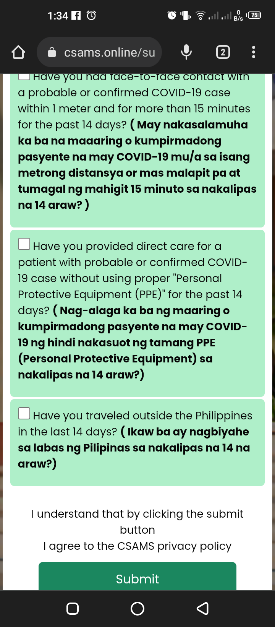 1:34
csams.online/su
2
You had face-to-face contact with
a probable or confirmed COVID-19 case
within 1 meter and for more than 15 minutes
for the past 14 days? ( May nakasalamuha
ka ba na maaaring o kumpirmadong
pasyente na may COVID-19 mu/a sa isang
metrong distansya or mas malapit pa at
tumagal ng mahigit 15 minuto sa nakalipas
na 14 araw? )
Have you provided direct care for a
patient with probable or confirmed COVID-
19 case without using proper "Personal
Protective Equipment (PPE)" for the past 14
days? ( Nag-alaga ka ba ng maaring o
kumpirmadong pasyente na may COVID-
19 ng hindi nakasuot ng tamang PPE
(Personal Protective Equipment) sa
nakalipas na 14 araw?)
Have you traveled outside the Philippines
in the last 14 days? ( Ikaw ba ay nagbiyahe
sa labas ng Pilipinas sa nakalipas na 14 na
araw?)
I understand that by clicking the submit
button
I agree to the CSAMS privacy policy
Submit